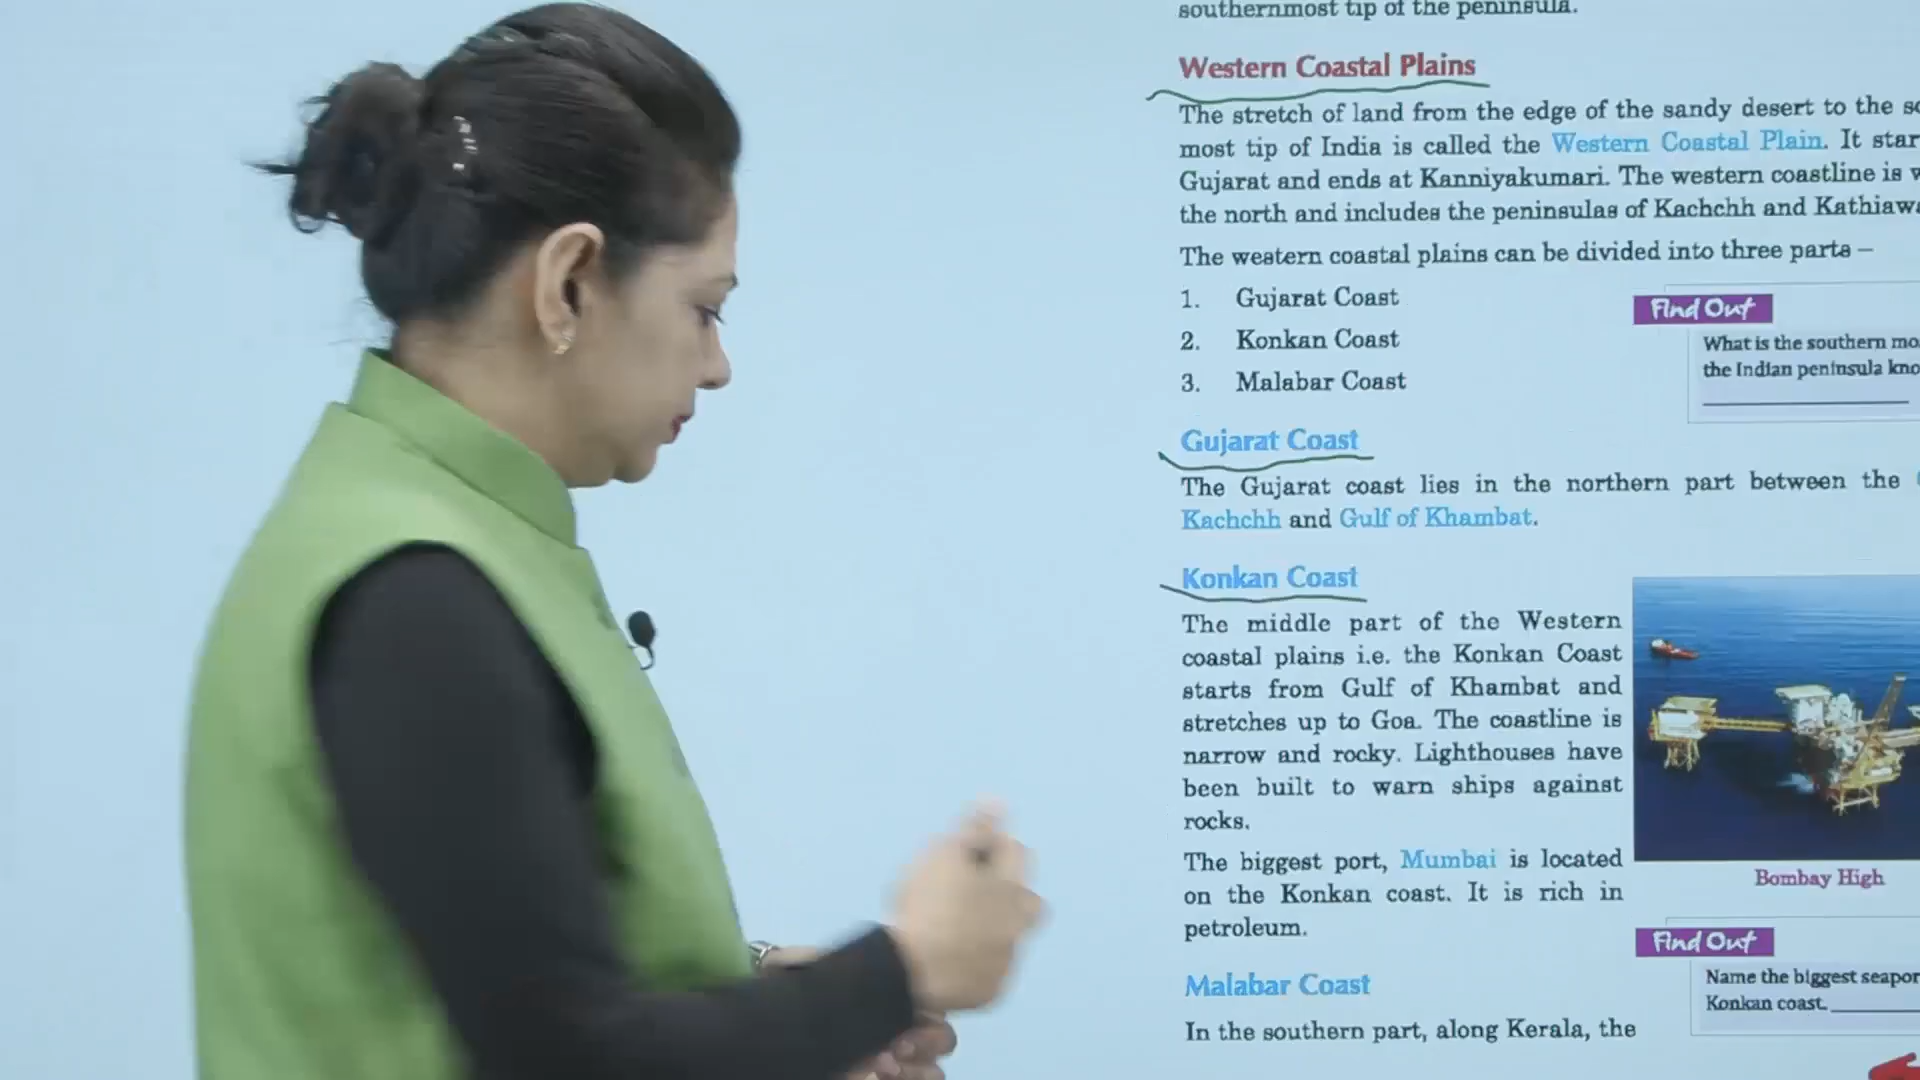 southernmost tip of the peninsula.
Western Coastal Plains
The stretch of land from the edge of the sandy desert to the
most tip of India is called the Western Coastal Plain. It
Gujarat and ends at Kanniyakumari. The western coastline is
the north and includes the peninsulas of Kachchh and
The western coastal plains can be divided into three parts –
1. Gujarat Coast
2. Konkan Coast
3. Malabar Coast
Find Out
What is the southern
the Indian peninsula
Gujarat Coast
The Gujarat coast lies in the northern part between the
Kachchh and Gulf of Khambat.
Konkan Coast
The middle part of the Western
coastal plains i.e. the Konkan Coast
starts from Gulf of Khambat and
stretches up to Goa. The coastline is
narrow and rocky. Lighthouses have
been built to warn ships against
rocks.
Bombay High
The biggest port, Mumbai is located
on the Konkan coast. It is rich in
petroleum.
Find Out
Name the biggest
Konkan coast.
Malabar Coast
In the southern part, along Kerala, the